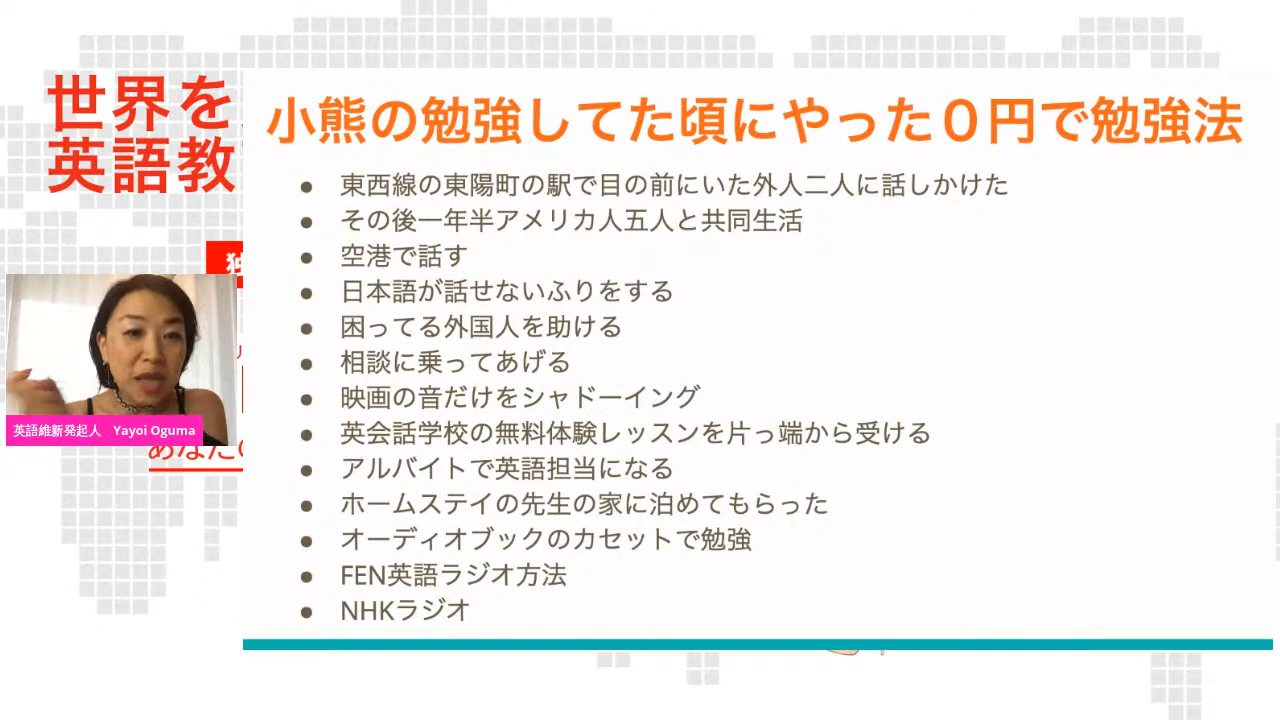 世界を
英語教
小熊の勉強してた頃にやった０円で勉強法
● 東西線の東陽町の駅で目の前にいた外人二人に話しかけた
● その後一年半アメリカ人五人と共同生活
● 空港で話す
● 日本語が話せないふりをする
● 困ってる外国人を助ける
● 相談に乗ってあげる
● 映画の音だけをシャドーイング
● 英会話学校の無料体験レッスンを片っ端から受ける
● アルバイトで英語担当になる
● ホームステイの先生の家に泊めてもらった
● オーディオブックのカセットで勉強
● FEN英語ラジオ方法
● NHKラジオ
英語維新発起人 Yayoi Oguma
あなた